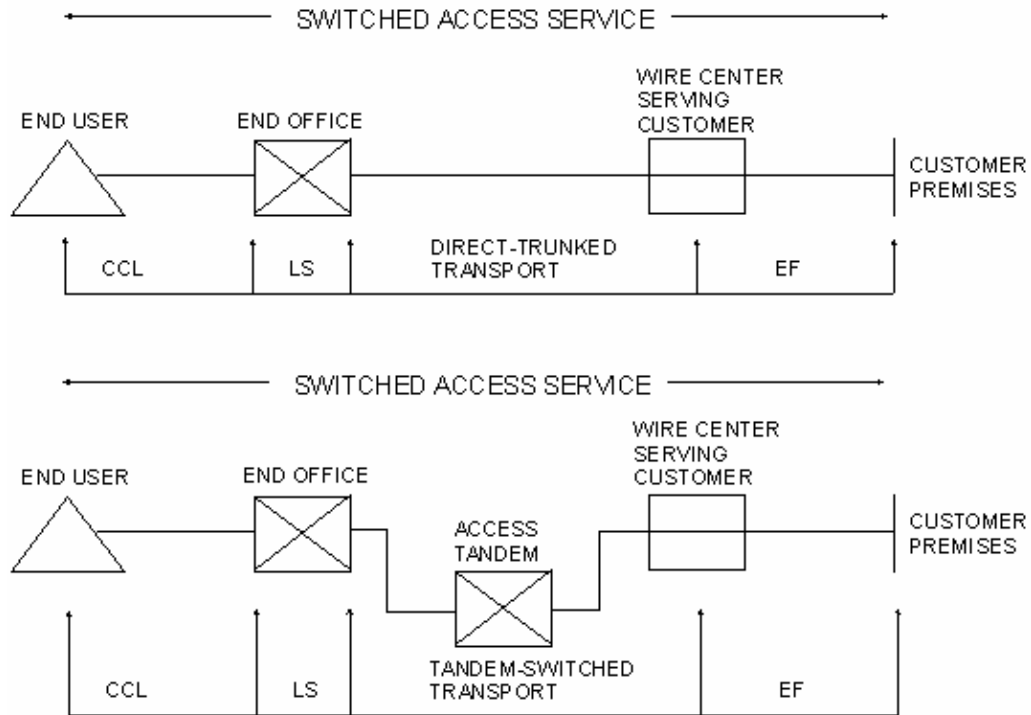 SWITCHED ACCESS SERVICE
WIRE CENTER
SERVING
CUSTOMER
END USER
END OFFICE
CUSTOMER
PREMISES
CCL
LS
DIRECT-TRUNKED
TRANSPORT
EF
SWITCHED ACCESS SERVICE
WIRE CENTER
SERVING
CUSTOMER
END USER
END OFFICE
ACCESS
TANDEM
CUSTOMER
PREMISES
CCL
LS
TANDEM-SWITCHED
TRANSPORT
EF